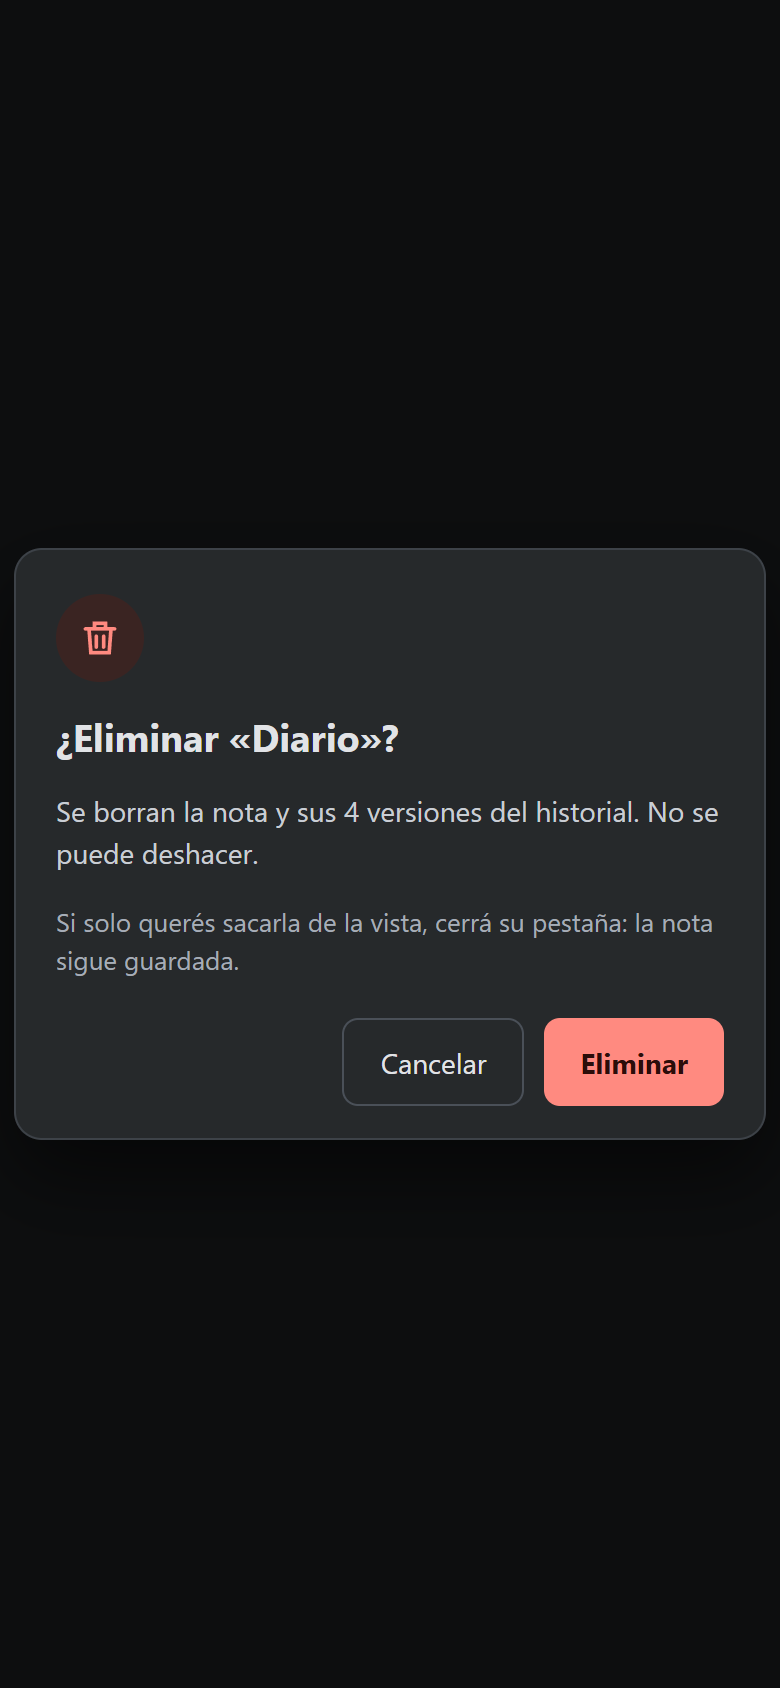 ¿Eliminar «Diario»?
Se borran la nota y sus 4 versiones del historial. No se
puede deshacer.
Si solo querés sacarla de la vista, cerrá su pestaña: la nota
sigue guardada.
Cancelar
Eliminar